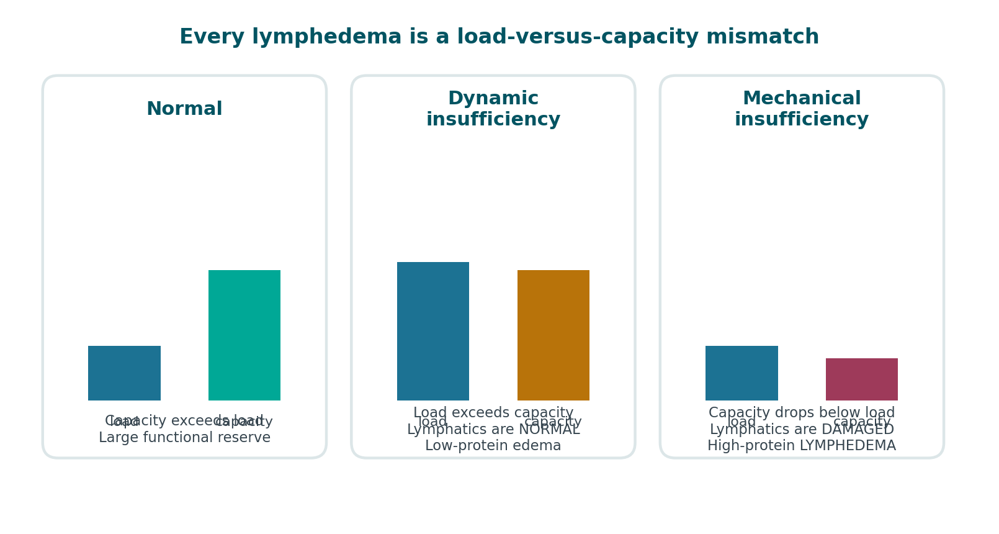 Every lymphedema is a load-versus-capacity mismatch
Normal
load
capacity
Capacity exceeds load
Large functional reserve
Dynamic
insufficiency
load
capacity
Load exceeds capacity
Lymphatics are NORMAL
Low-protein edema
Mechanical
insufficiency
load
capacity
Capacity drops below load
Lymphatics are DAMAGED
High-protein LYMPHEDEMA